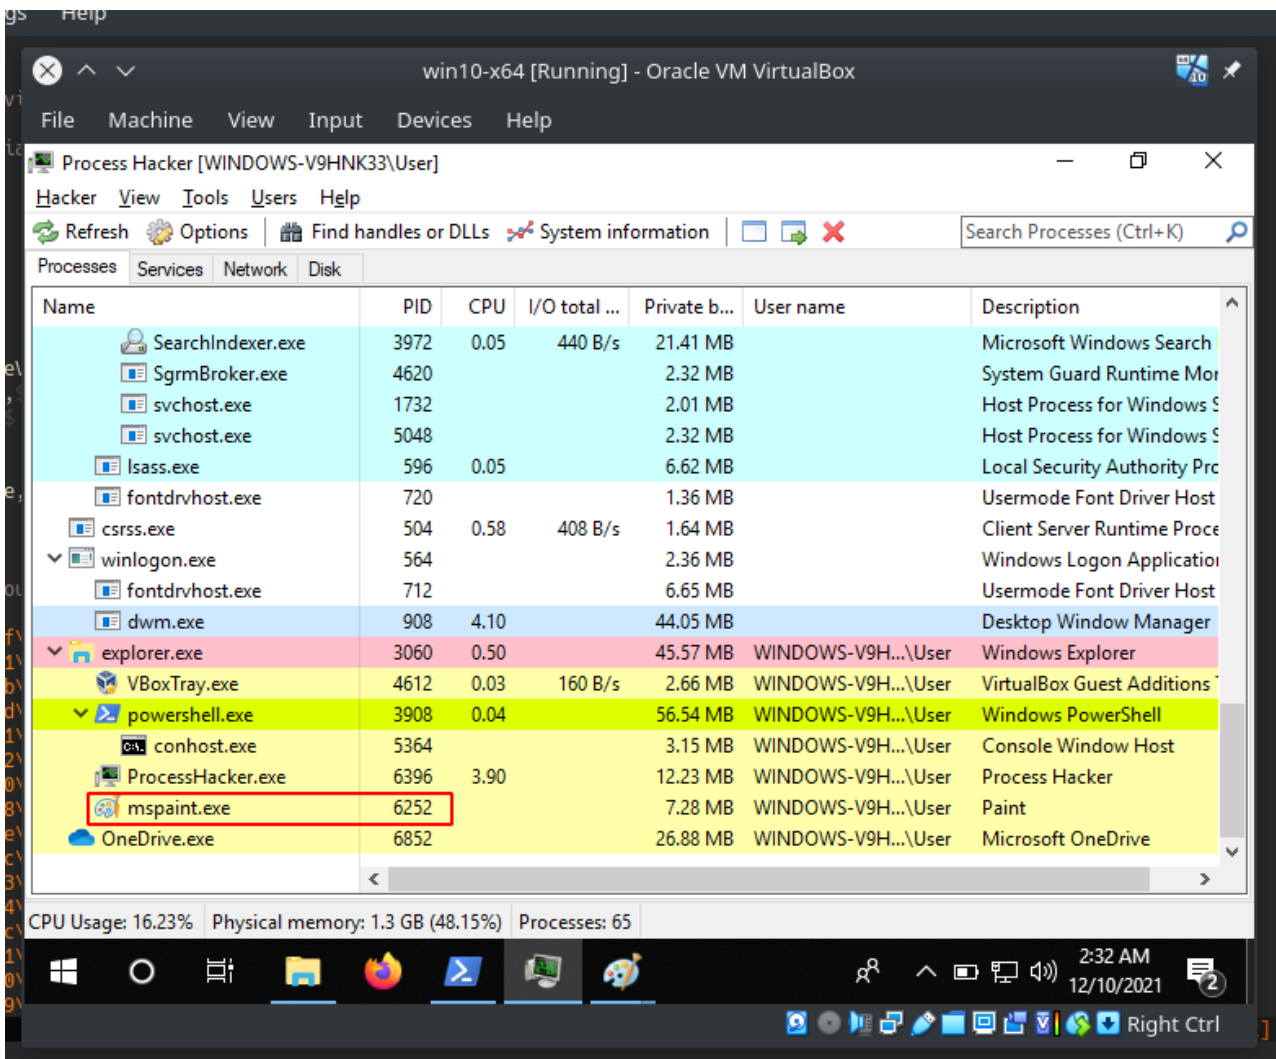 gs Help
win10-x64 [Running] - Oracle VM VirtualBox
File Machine View Input Devices Help
Process Hacker [WINDOWS-V9HNK33\User]
Hacker View Tools Users Help
Refresh Options Find handles or DLLs System information Search Processes (Ctrl+K)
Processes Services Network Disk
Name PID CPU I/O total ... Private b... User name Description
SearchIndexer.exe 3972 0.05 440 B/s 21.41 MB Microsoft Windows Search
SgrmBroker.exe 4620 2.32 MB System Guard Runtime Mor
svchost.exe 1732 2.01 MB Host Process for Windows S
svchost.exe 5048 2.32 MB Host Process for Windows S
lsass.exe 596 0.05 6.62 MB Local Security Authority Prc
fontdrvhost.exe 720 1.36 MB Usermode Font Driver Host
csrss.exe 504 0.58 408 B/s 1.64 MB Client Server Runtime Proce
winlogon.exe 564 2.36 MB Windows Logon Application
fontdrvhost.exe 712 6.65 MB Usermode Font Driver Host
dwm.exe 908 4.10 44.05 MB Desktop Window Manager
explorer.exe 3060 0.50 45.57 MB WINDOWS-V9H...\User Windows Explorer
VBoxTray.exe 4612 0.03 160 B/s 2.66 MB WINDOWS-V9H...\User VirtualBox Guest Additions
powershell.exe 3908 0.04 56.54 MB WINDOWS-V9H...\User Windows PowerShell
conhost.exe 5364 3.15 MB WINDOWS-V9H...\User Console Window Host
ProcessHacker.exe 6396 3.90 12.23 MB WINDOWS-V9H...\User Process Hacker
mspaint.exe 6252 7.28 MB WINDOWS-V9H...\User Paint
OneDrive.exe 6852 26.88 MB WINDOWS-V9H...\User Microsoft OneDrive
CPU Usage: 16.23% Physical memory: 1.3 GB (48.15%) Processes: 65
2:32 AM
12/10/2021
2
Right Ctrl